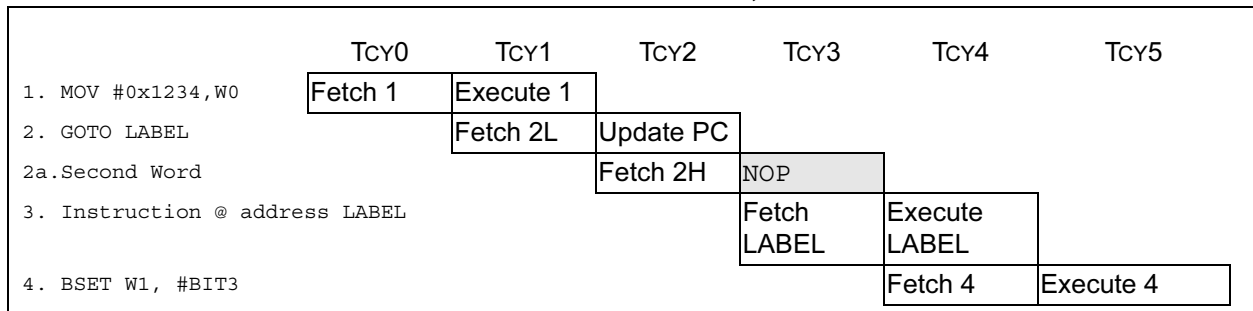 TCY0 TCY1 TCY2 TCY3 TCY4 TCY5
1. MOV #0x1234,W0 Fetch 1 Execute 1
2. GOTO LABEL Fetch 2L Update PC
2a.Second Word Fetch 2H NOP
3. Instruction @ address LABEL Fetch LABEL Execute LABEL
4. BSET W1, #BIT3 Fetch 4 Execute 4